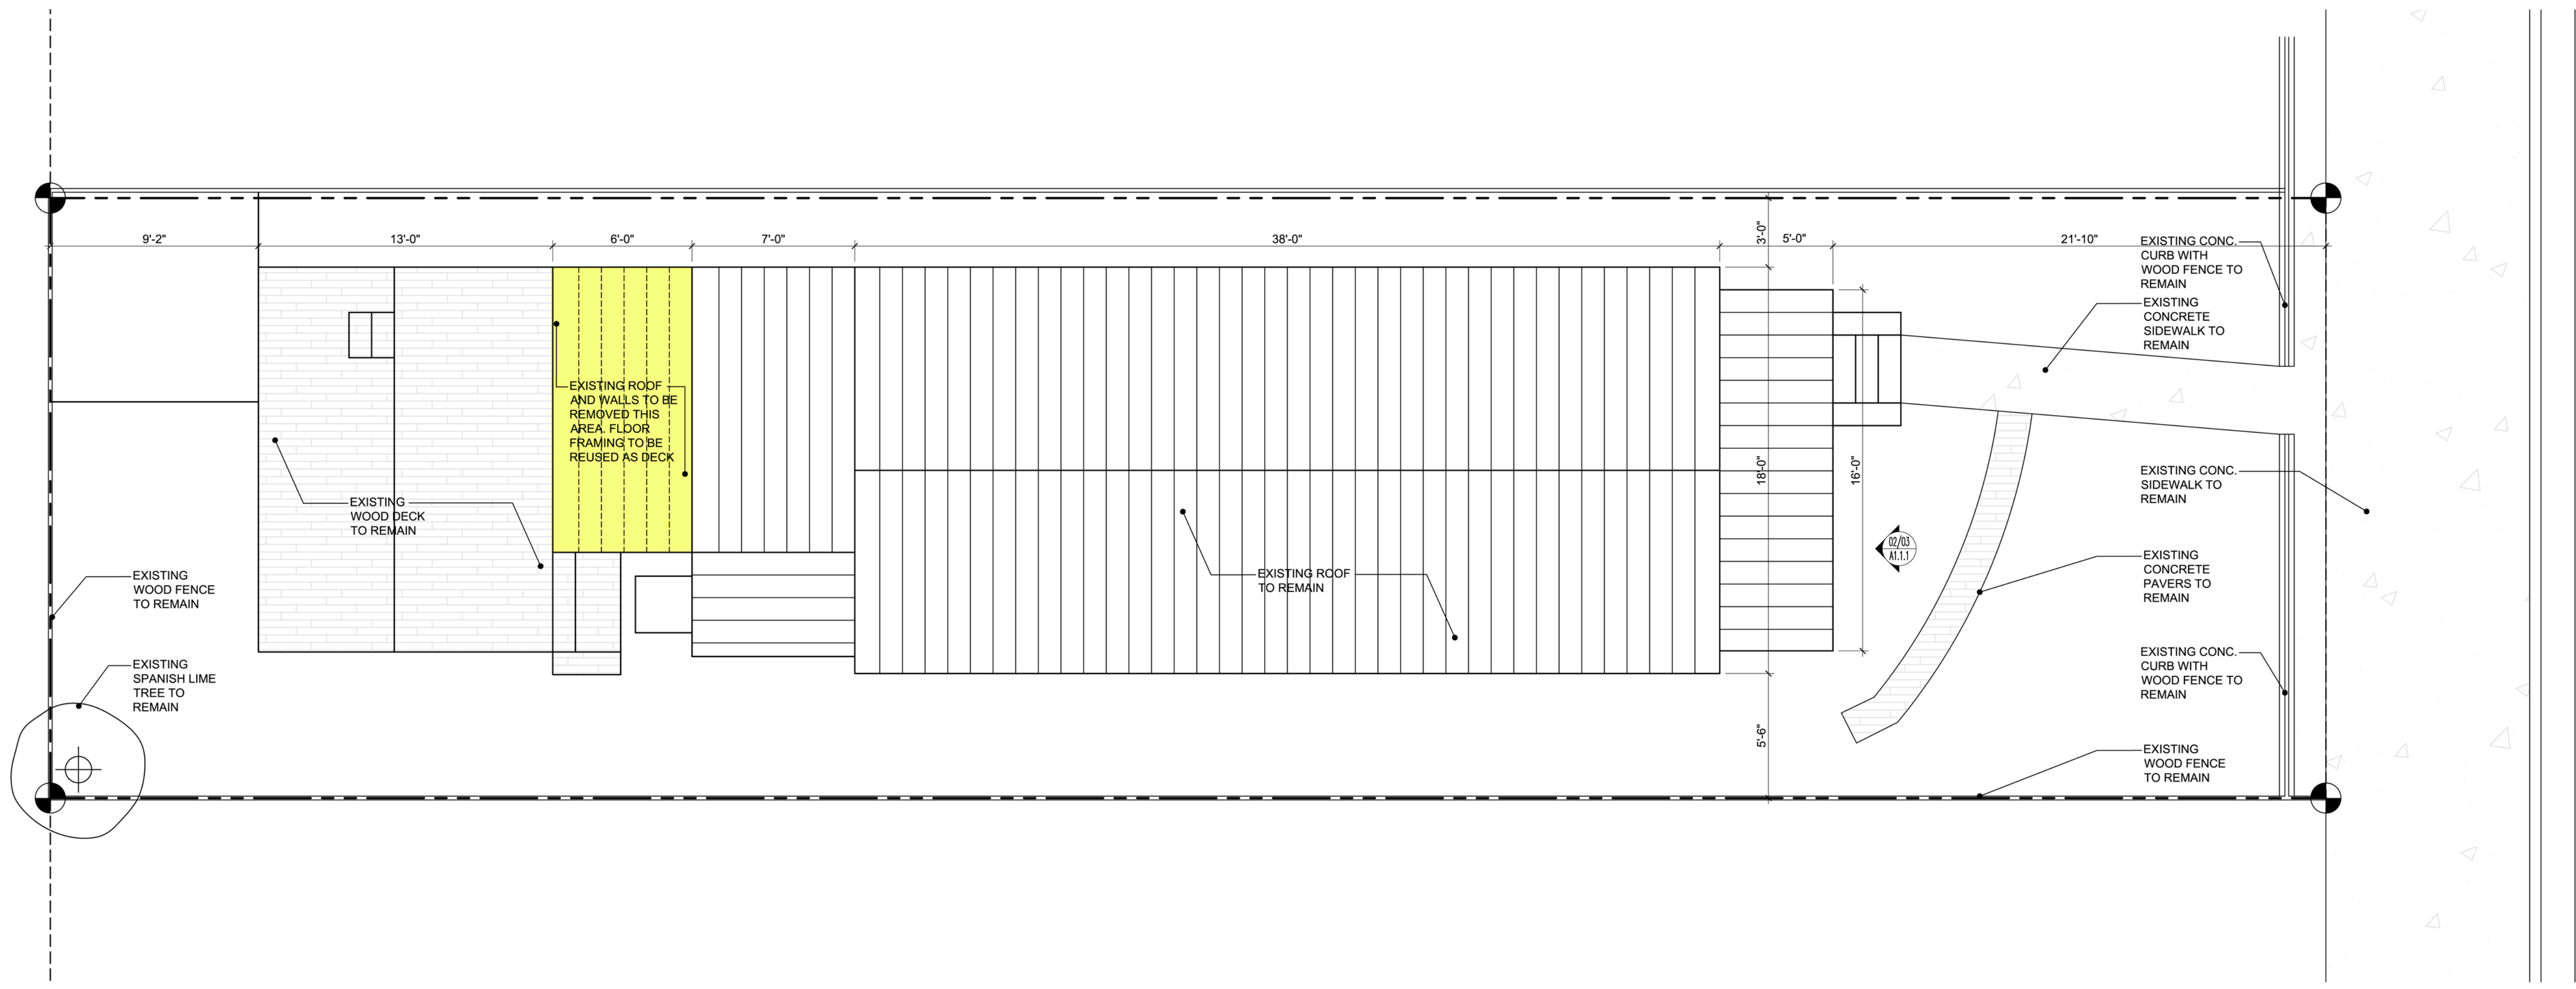 9'-2"
13'-0"
6'-0"
7'-0"
38'-0"
3'-0"
5'-0"
21'-10"
EXISTING CONC.
CURB WITH
WOOD FENCE TO
REMAIN
EXISTING
CONCRETE
SIDEWALK TO
REMAIN
EXISTING ROOF
AND WALLS TO BE
REMOVED THIS
AREA. FLOOR
FRAMING TO BE
REUSED AS DECK
18'-0"
16'-0"
EXISTING CONC.
SIDEWALK TO
REMAIN
EXISTING
WOOD DECK
TO REMAIN
02/03
A1.1.1
EXISTING
CONCRETE
PAVERS TO
REMAIN
EXISTING ROOF
TO REMAIN
EXISTING
WOOD FENCE
TO REMAIN
EXISTING
SPANISH LIME
TREE TO
REMAIN
EXISTING CONC.
CURB WITH
WOOD FENCE TO
REMAIN
5'-6"
EXISTING
WOOD FENCE
TO REMAIN